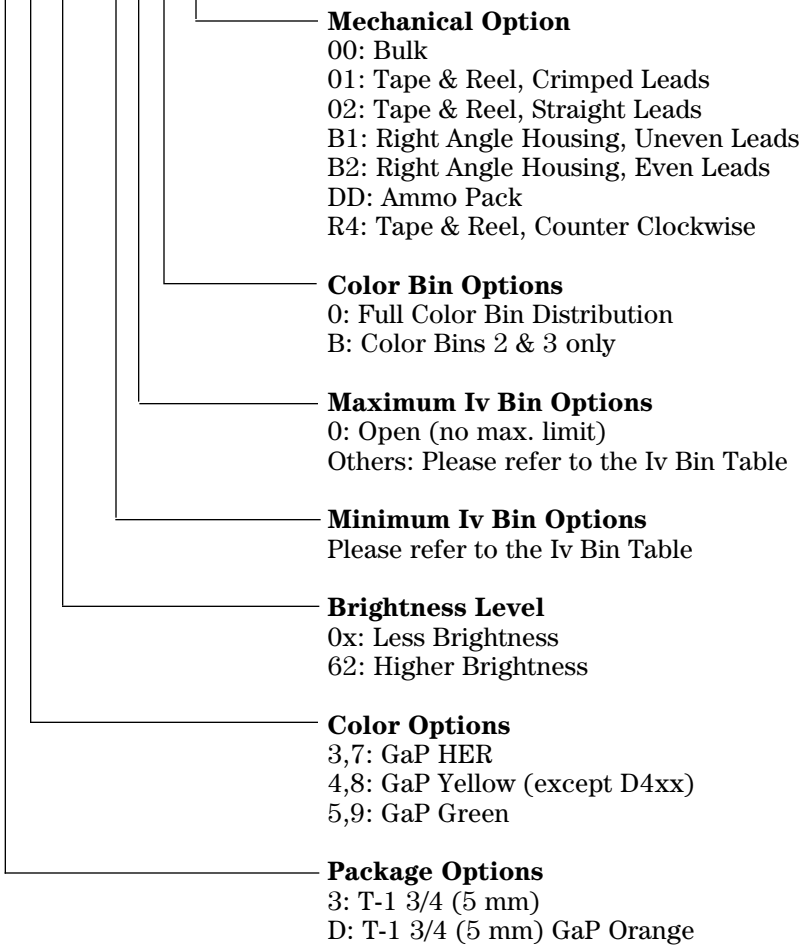 Mechanical Option
00: Bulk
01: Tape & Reel, Crimped Leads
02: Tape & Reel, Straight Leads
B1: Right Angle Housing, Uneven Leads
B2: Right Angle Housing, Even Leads
DD: Ammo Pack
R4: Tape & Reel, Counter Clockwise
Color Bin Options
0: Full Color Bin Distribution
B: Color Bins 2 & 3 only
Maximum Iv Bin Options
0: Open (no max. limit)
Others: Please refer to the Iv Bin Table
Minimum Iv Bin Options
Please refer to the Iv Bin Table
Brightness Level
0x: Less Brightness
62: Higher Brightness
Color Options
3,7: GaP HER
4,8: GaP Yellow (except D4xx)
5,9: GaP Green
Package Options
3: T-1 3/4 (5 mm)
D: T-1 3/4 (5 mm) GaP Orange